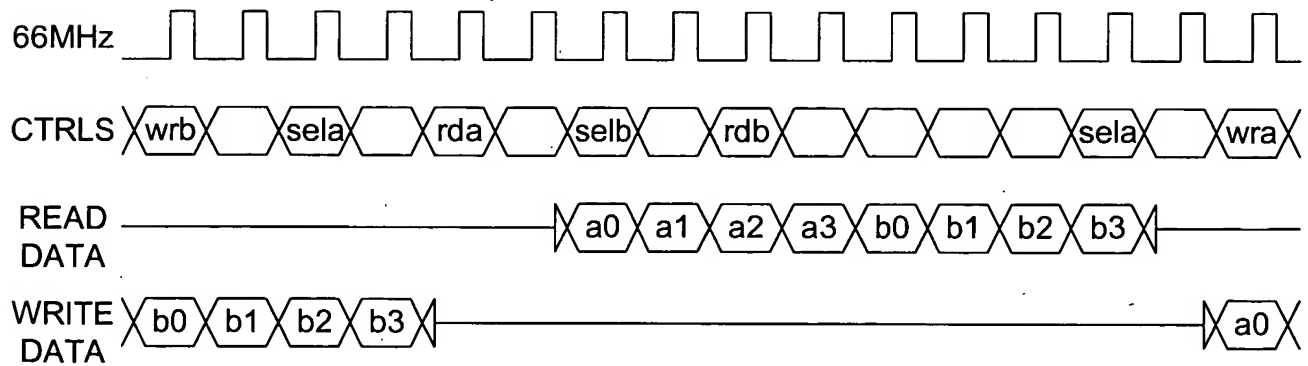 66MHz
CTRLS wrb sela rda selb rdb sela wra
READ DATA a0 a1 a2 a3 b0 b1 b2 b3
WRITE DATA b0 b1 b2 b3 a0